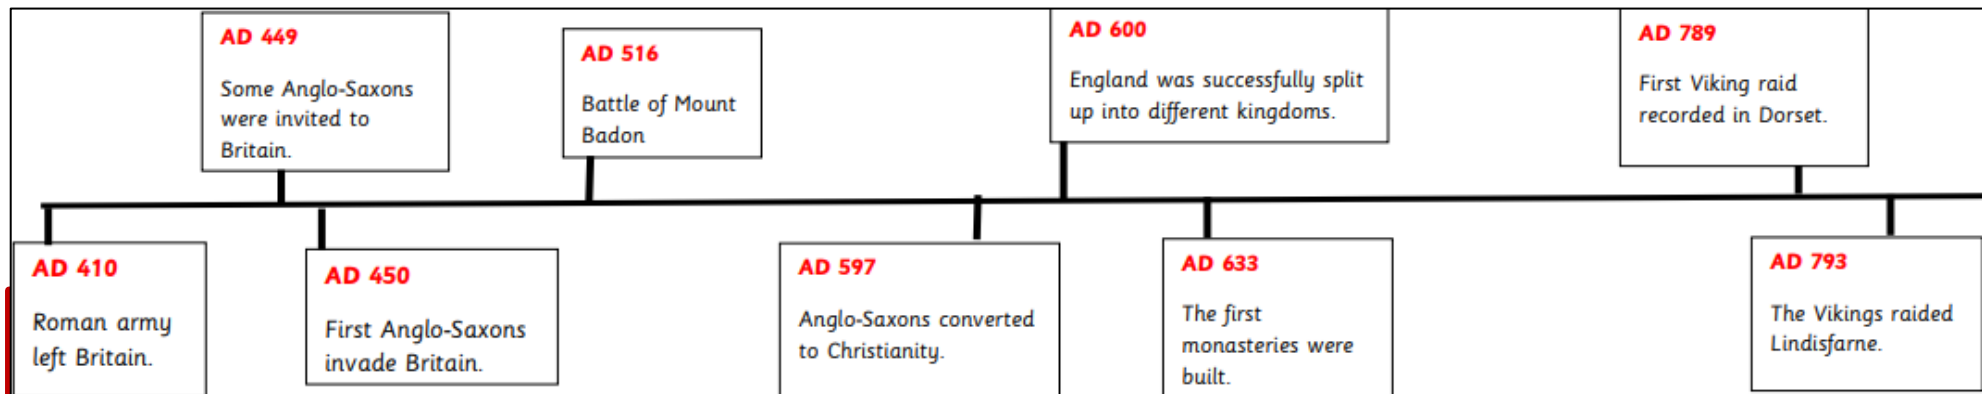 AD 449
Some Anglo-Saxons
were invited to
Britain.
AD 516
Battle of Mount
Badon
AD 600
England was successfully split
up into different kingdoms.
AD 789
First Viking raid
recorded in Dorset.
AD 410
Roman army
left Britain.
AD 450
First Anglo-Saxons
invade Britain.
AD 597
Anglo-Saxons converted
to Christianity.
AD 633
The first
monasteries were
built.
AD 793
The Vikings raided
Lindisfarne.